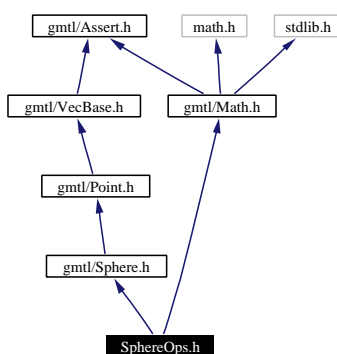 gmtl/Assert.h
math.h
stdlib.h
gmtl/VecBase.h
gmtl/Math.h
gmtl/Point.h
gmtl/Sphere.h
SphereOps.h